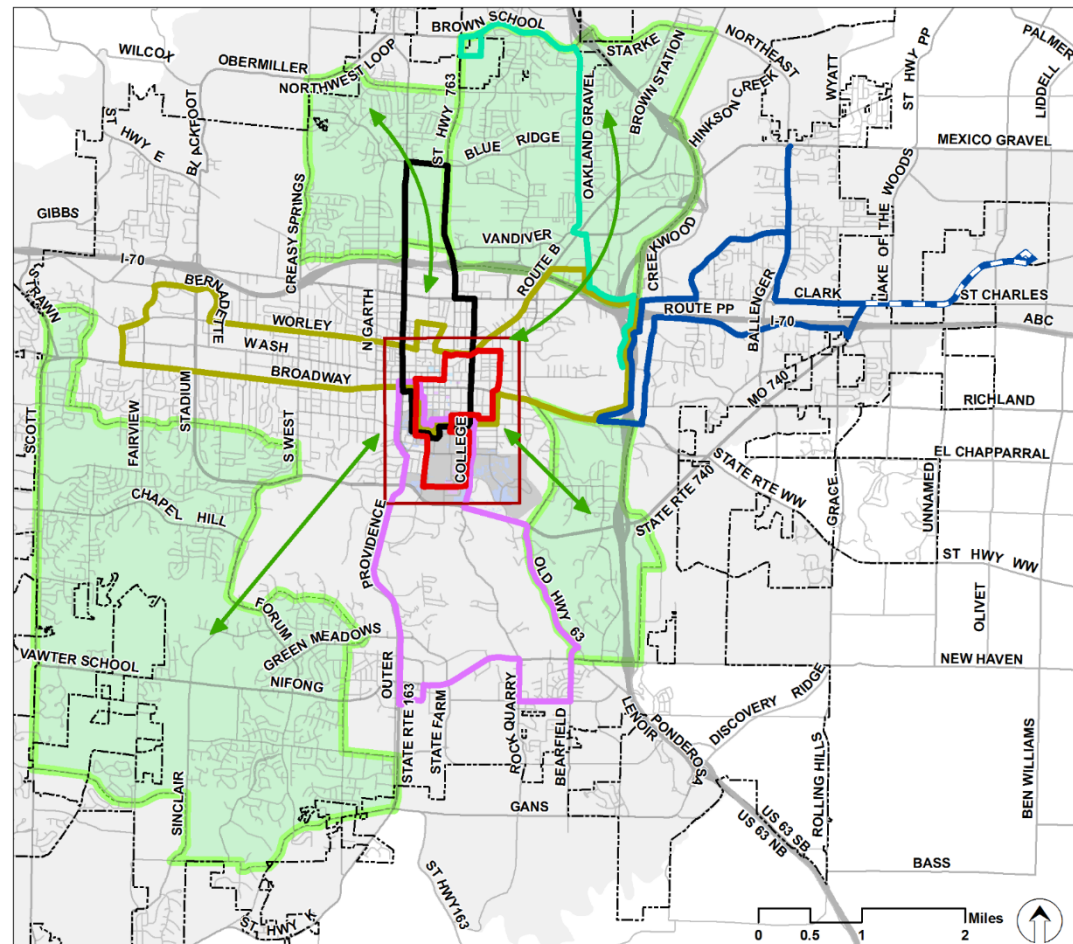 BROWN SCHOOL
WILCOX
OBERMILLER
NORTHWEST LOOP
ST HWY 763
STARKE
NORTHEAST
PALMER
ST HWY PP
WYATT
LIDDELL
BROWN STATION
HINKSON CREEK
OAKLAND GRAVEL
ST HWY E
BLACKFOOT
BLUE RIDGE
MEXICO GRAVEL
LAKE OF THE WOODS
CREASY SPRINGS
GIBBS
VANDIVER
ROUTE B
CREEKWOOD
I-70
STRAWN
BERNADETTE
N GARTH
BALLENGER
CLARK
ST CHARLES
ROUTE PP
I-70
ABC
WORLEY
WASH
BROADWAY
MO 740 7
RICHLAND
SCOTT
FAIRVIEW
STADIUM
S WEST
COLLEGE
EL CHAPPARRAL
STATE RTE WW
STATE RTE 740
GRACE
UNNAMED
CHAPEL HILL
PROVIDENCE
OLD HWY 63
ST HWY WW
OLIVET
FORUM
GREEN MEADOWS
VAWTER SCHOOL
NIFONG
OUTER
NEW HAVEN
STATE RTE 163
STATE FARM
ROCK QUARRY
BEARFIELD
LENOIR
PONDEROSA
DISCOVERY RIDGE
ROLLING HILLS
BEN WILLIAMS
SINCLAIR
GANS
US 63 SB
US 63 NB
BASS
ST HWY163
ST HWY K
Miles
0 0.5 1 2